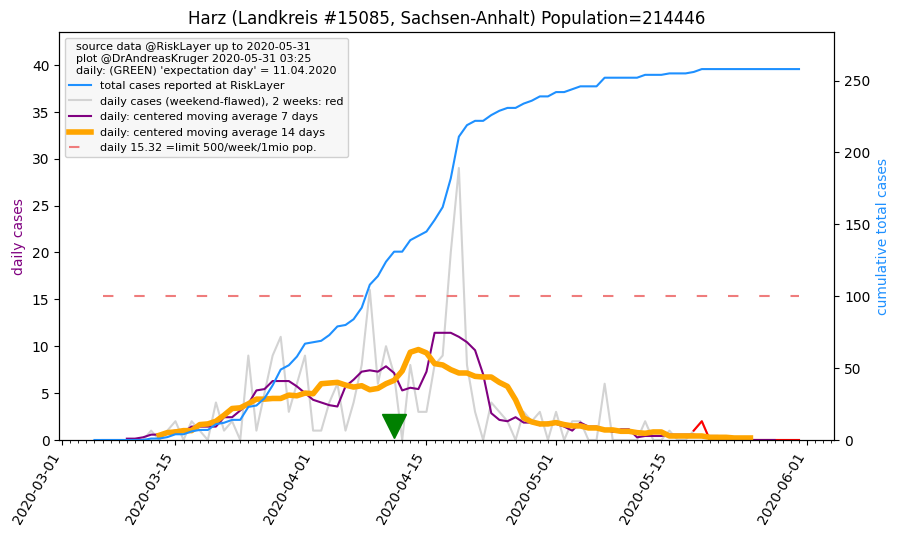 Harz (Landkreis #15085, Sachsen-Anhalt) Population=214446
source data @RiskLayer up to 2020-05-31
plot @DrAndreasKruger 2020-05-31 03:25
daily: (GREEN) 'expectation day' = 11.04.2020
total cases reported at RiskLayer
daily cases (weekend-flawed), 2 weeks: red
daily: centered moving average 7 days
daily: centered moving average 14 days
daily 15.32 =limit 500/week/1mio pop.
daily cases
40
35
30
25
20
15
10
5
0
cumulative total cases
250
200
150
100
50
0
2020-03-01
2020-03-15
2020-04-01
2020-04-15
2020-05-01
2020-05-15
2020-06-01